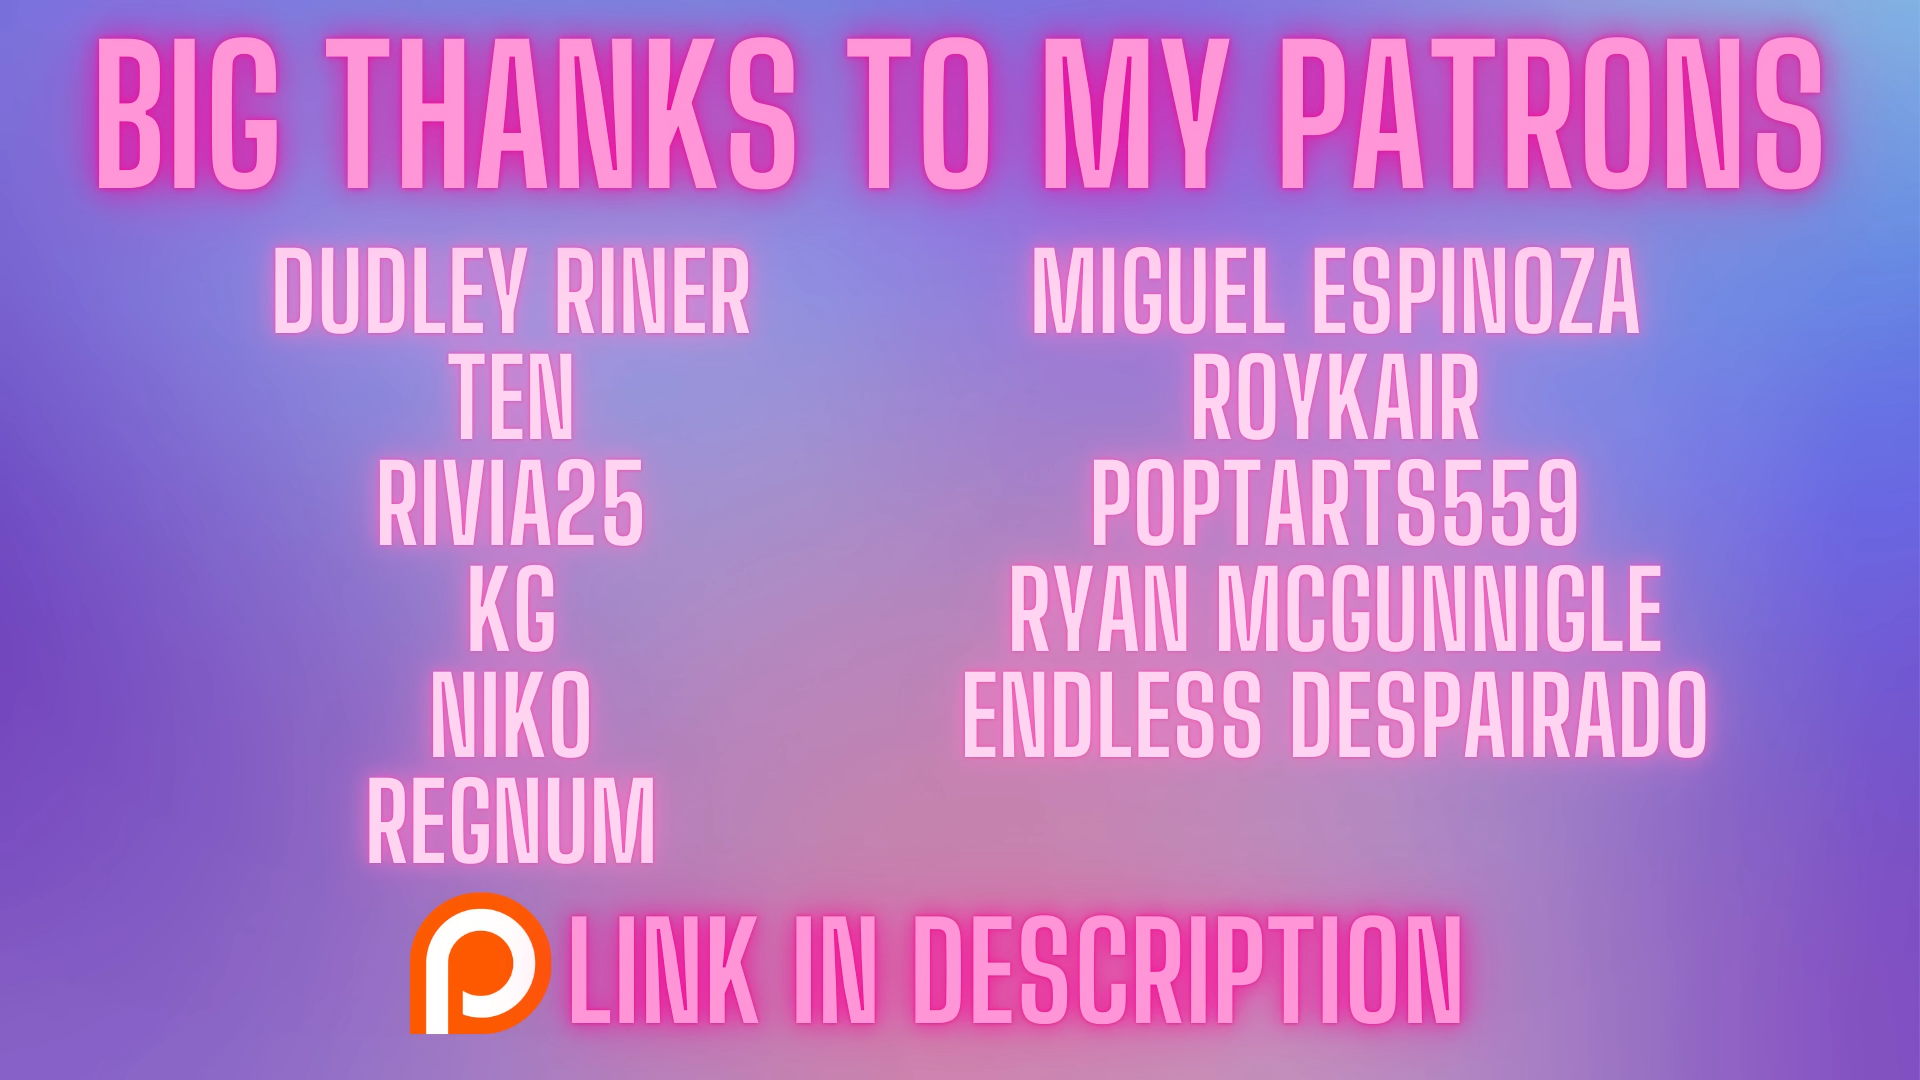 BIG THANKS TO MY PATRONS
DUDLEY RINER
TEN
RIVIA25
KG
NIKO
REGNUM
MIGUEL ESPINOZA
ROYKAIR
POPTARTS559
RYAN MCGUNNIGLE
ENDLESS DESPAIRADO
LINK IN DESCRIPTION